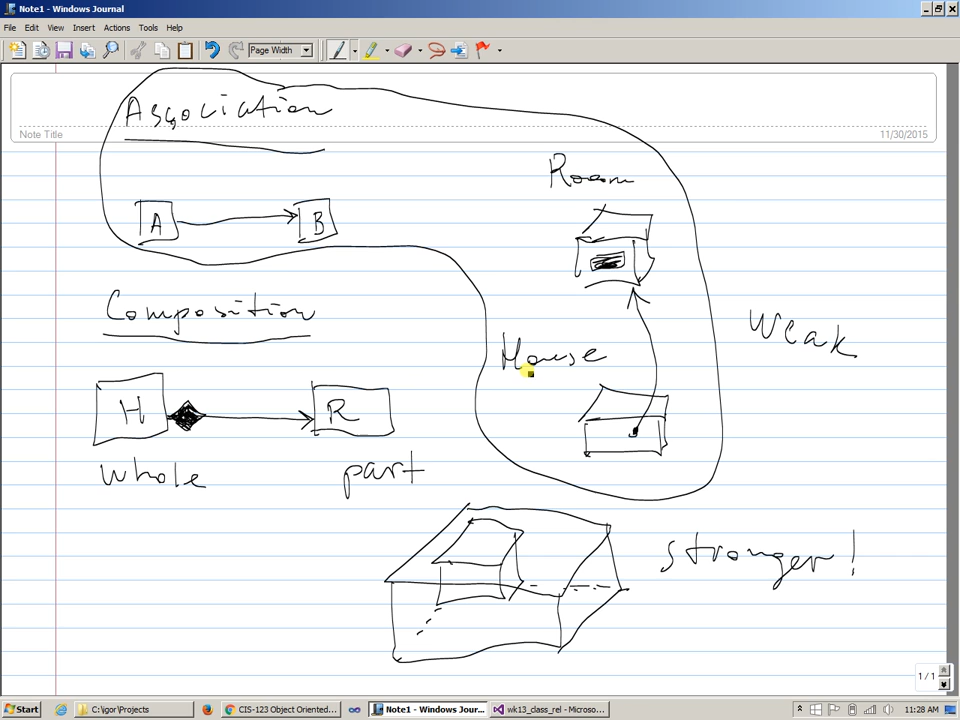 Note1 - Windows Journal
File Edit View Insert Actions Tools Help
Page Width
Association
Note Title
11/30/2015
Room
A
B
Composition
House
Weak
H
R
whole
part
stronger!
1 / 1
Start
C:\igor\Projects
CIS-123 Object Oriented...
Note1 - Windows Jour...
wk13_class_rel - Microso...
11:28 AM